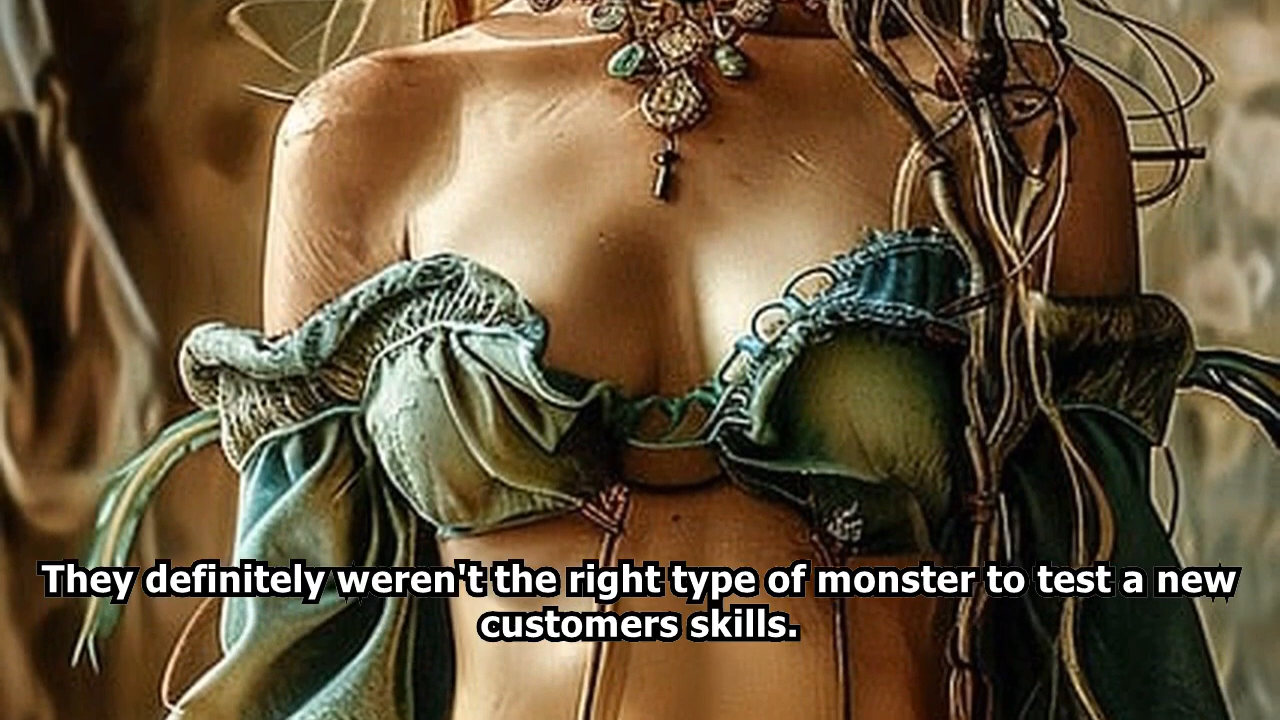 They definitely weren't the right type of monster to test a new
customers skills.